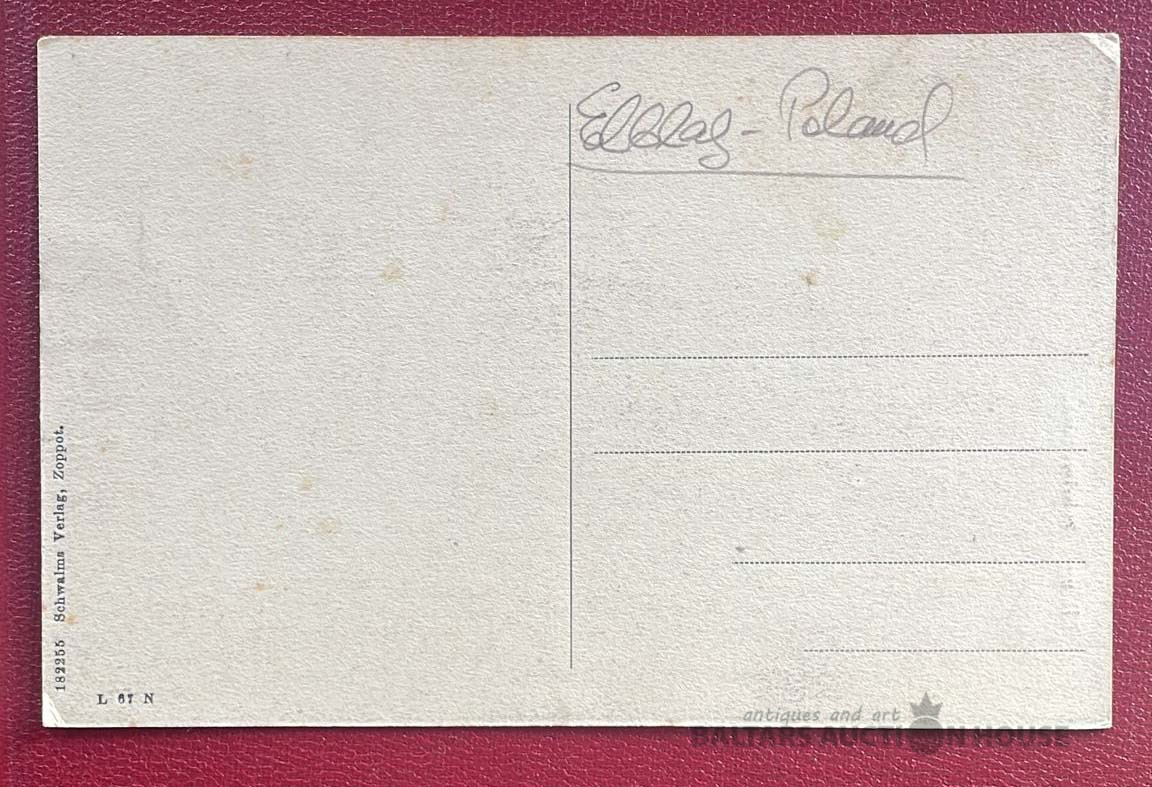 Elblag - Poland
182255 Schwalms Verlag, Zoppot.
L 67 N
antiques and art
BALTARS AUCTION HOUSE